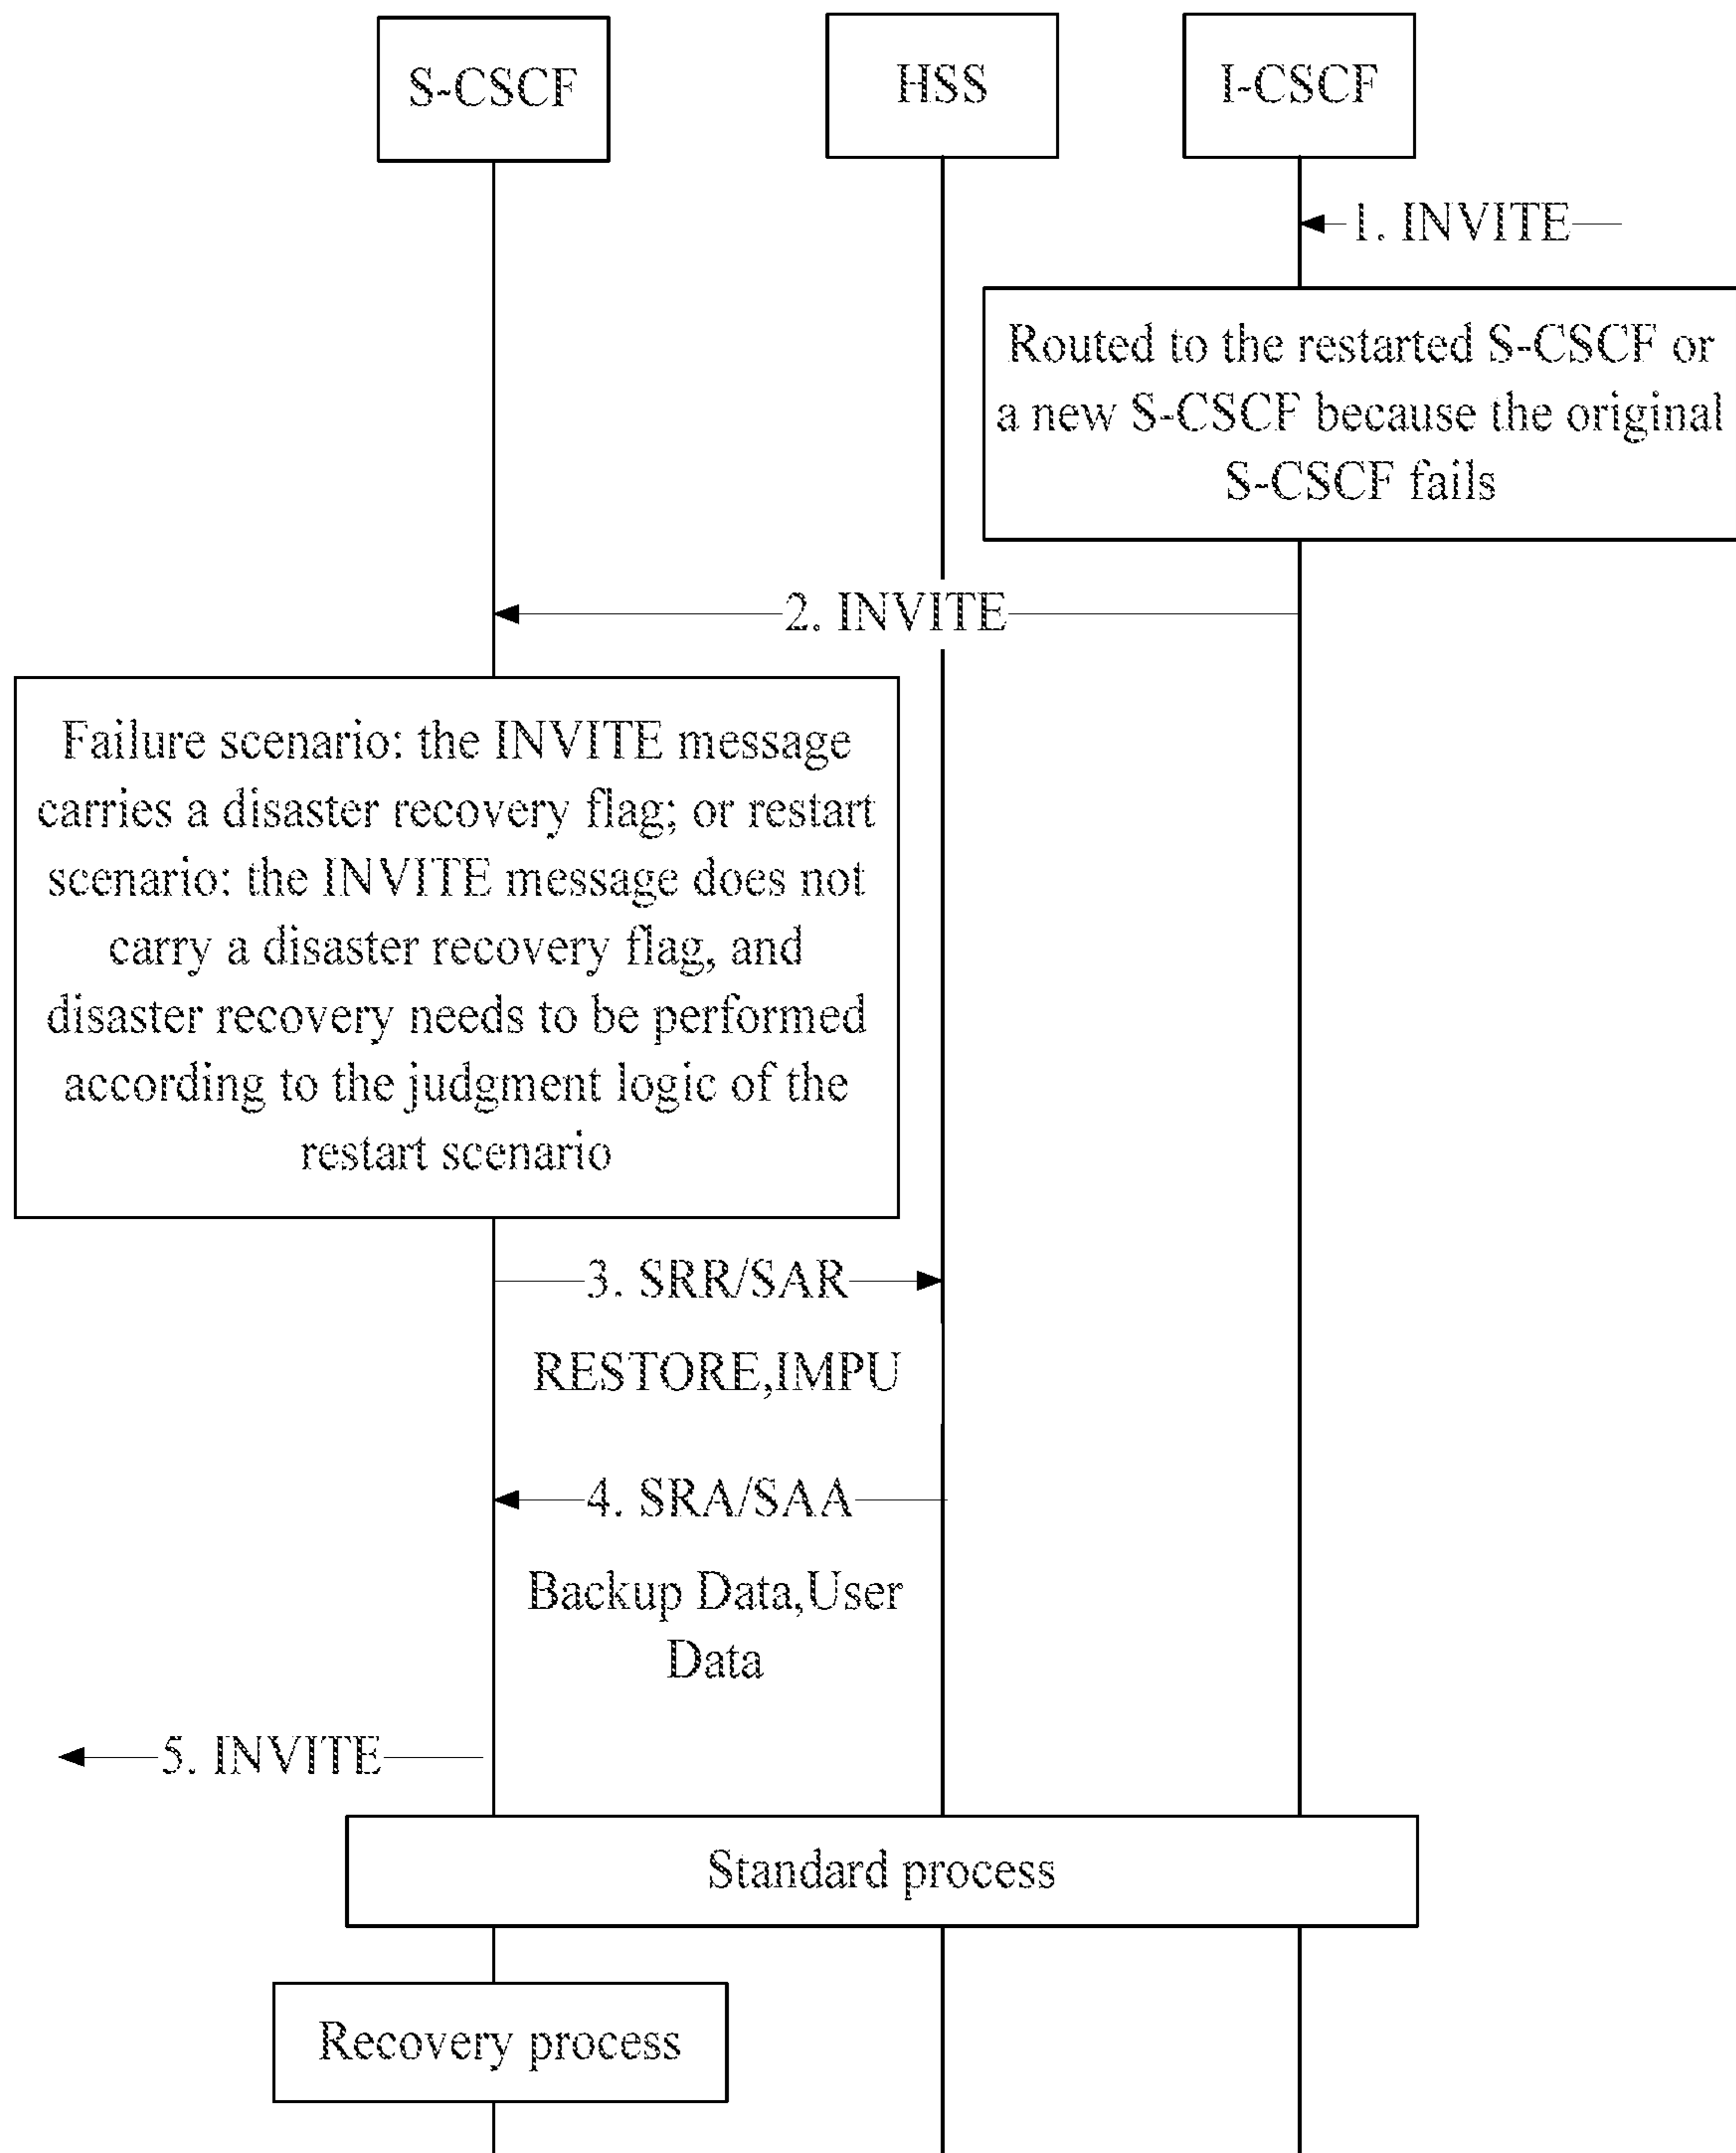 S-CSCF
HSS
I-CSCF
1. INVITE
Routed to the restarted S-CSCF or
a new S-CSCF because the original
S-CSCF fails
2. INVITE
Failure scenario: the INVITE message
carries a disaster recovery flag; or restart
scenario: the INVITE message does not
carry a disaster recovery flag, and
disaster recovery needs to be performed
according to the judgment logic of the
restart scenario
3. SRR/SAR
RESTORE,IMPU
4. SRA/SAA
Backup Data,User
Data
5. INVITE
Standard process
Recovery process